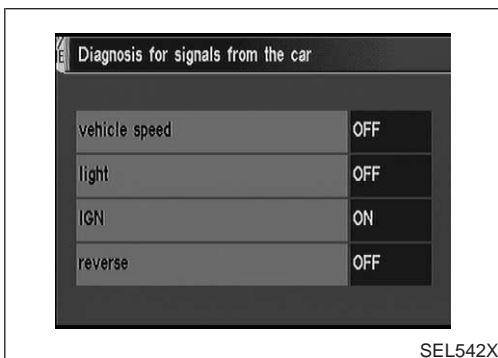 Diagnosis for signals from the car
vehicle speed OFF
light OFF
IGN ON
reverse OFF
SEL542X